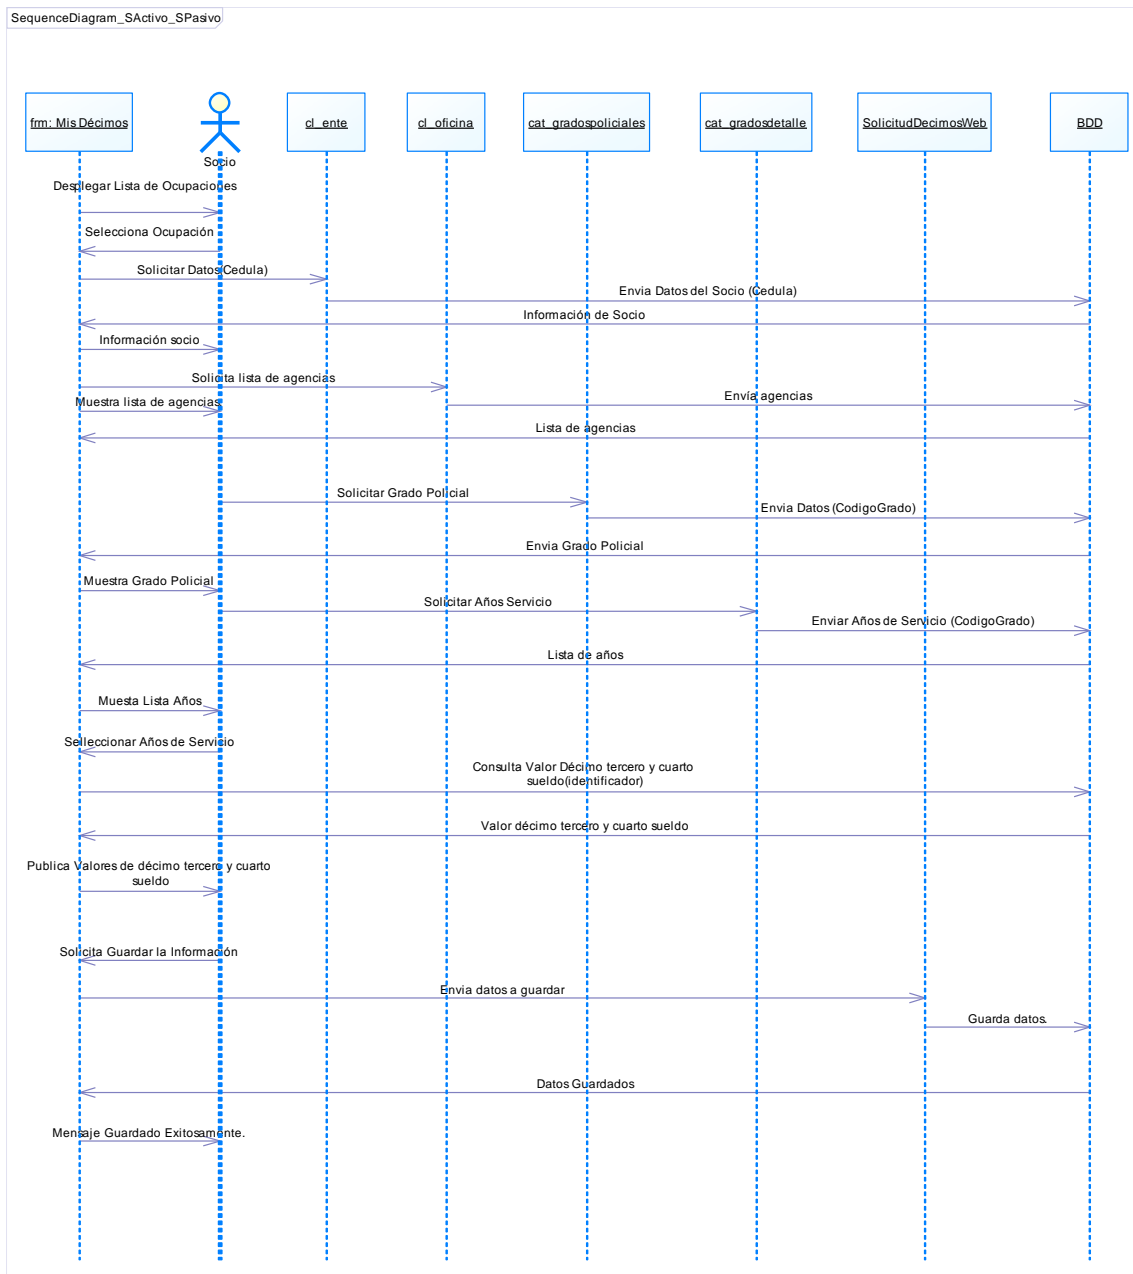 SequenceDiagram_SActivo_SPasivo
frm: Mis Décimos
Socio
cl_ente
cl_oficina
cat_gradospoliciales
cat_gradosdetalle
SolicitudDecimosWeb
BDD
Desplegar Lista de Ocupaciones
Selecciona Ocupación
Solicitar Datos(Cedula)
Envia Datos del Socio (Cedula)
Información de Socio
Información socio
Solicita lista de agencias
Muestra lista de agencias
Envía agencias
Lista de agencias
Solicitar Grado Policial
Envia Datos (CodigoGrado)
Envia Grado Policial
Muestra Grado Policial
Solicitar Años Servicio
Enviar Años de Servicio (CodigoGrado)
Lista de años
Muesta Lista Años
Selleccionar Años de Servicio
Consulta Valor Décimo tercero y cuarto
sueldo(identificador)
Valor décimo tercero y cuarto sueldo
Publica Valores de décimo tercero y cuarto
sueldo
Solicita Guardar la Información
Envia datos a guardar
Guarda datos.
Datos Guardados
Mensaje Guardado Exitosamente.